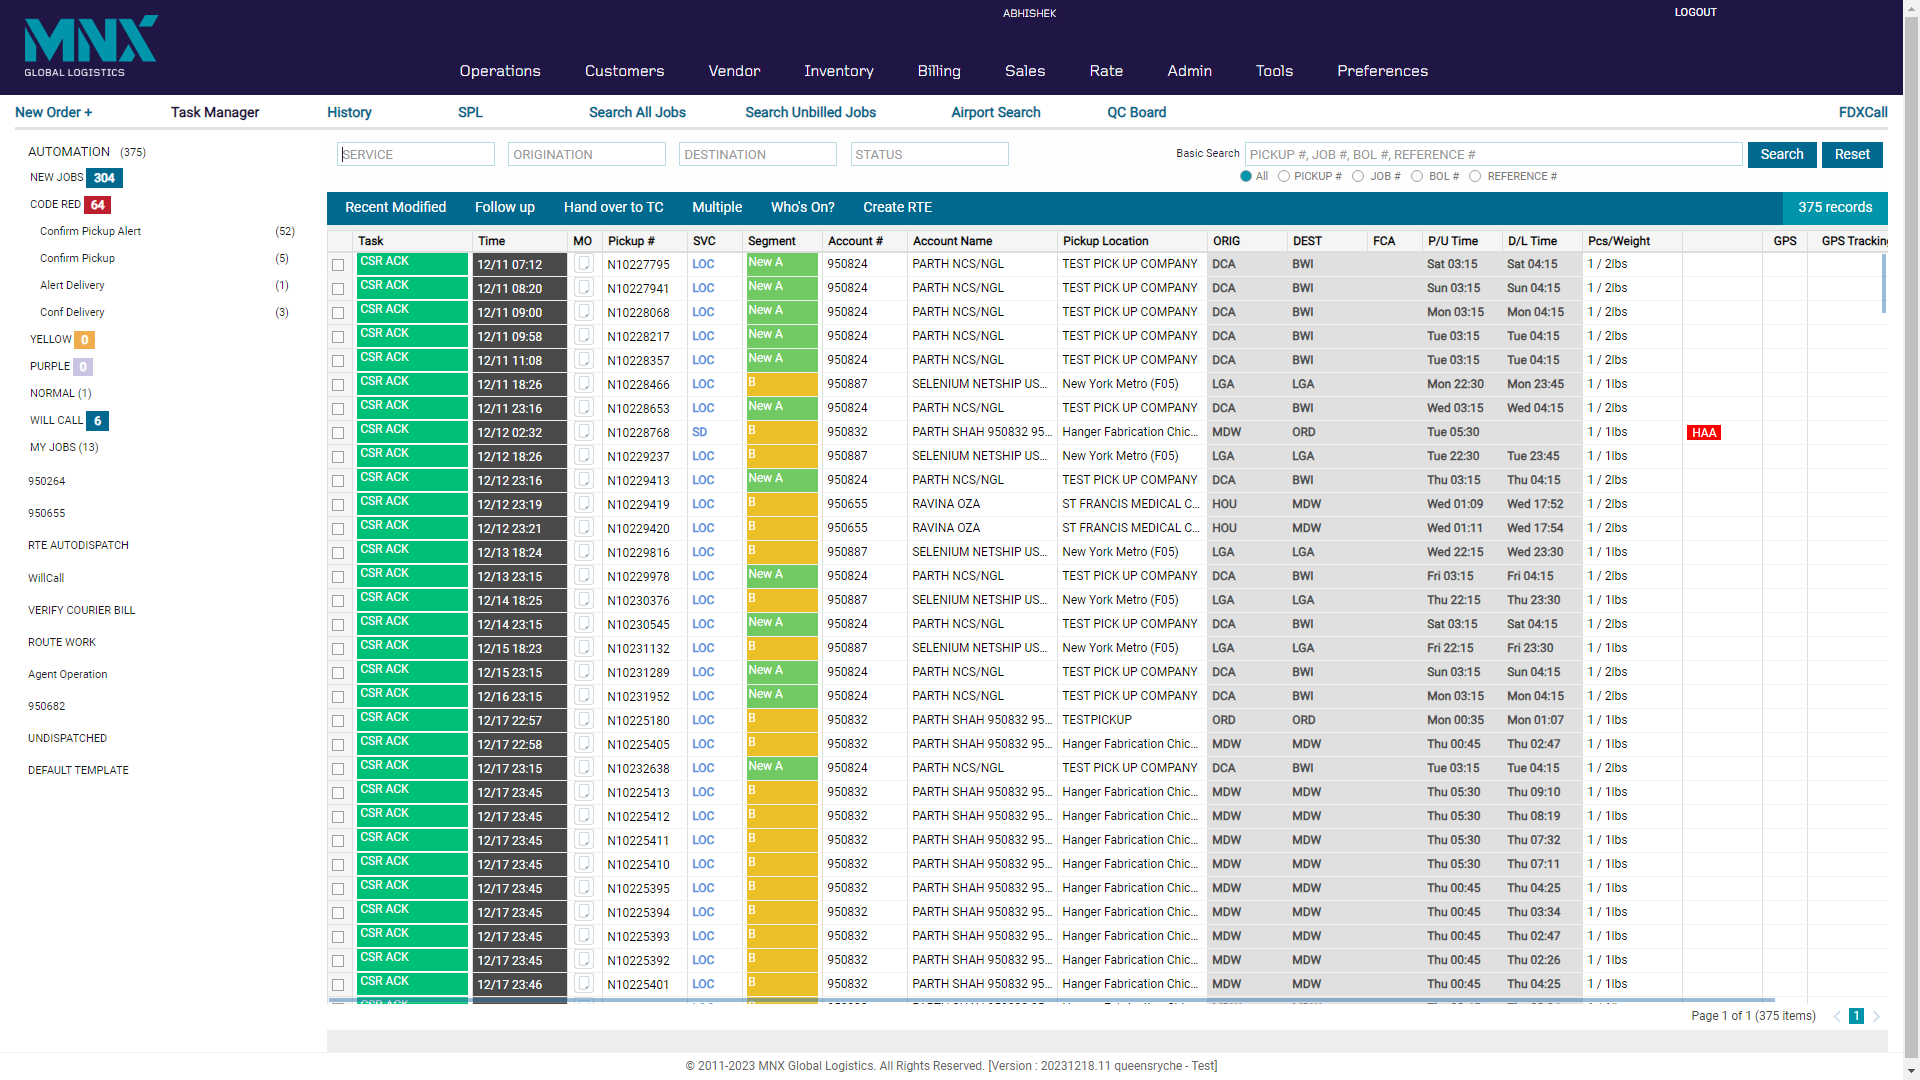 ABHISHEK
LOGOUT
MNX
GLOBAL LOGISTICS
Operations Customers Vendor Inventory Billing Sales Rate Admin Tools Preferences
New Order + Task Manager History SPL Search All Jobs Search Unbilled Jobs Airport Search QC Board FDXCall
AUTOMATION (375)
NEW JOBS 304
CODE RED 64
Confirm Pickup Alert (52)
Confirm Pickup (5)
Alert Delivery (1)
Conf Delivery (3)
YELLOW 0
PURPLE 0
NORMAL (1)
WILL CALL 6
MY JOBS (13)
950264
950655
RTE AUTODISPATCH
WillCall
VERIFY COURIER BILL
ROUTE WORK
Agent Operation
950682
UNDISPATCHED
DEFAULT TEMPLATE
SERVICE ORIGINATION DESTINATION STATUS Basic Search PICKUP #, JOB #, BOL #, REFERENCE # Search Reset
All PICKUP # JOB # BOL # REFERENCE #
Recent Modified Follow up Hand over to TC Multiple Who's On? Create RTE 375 records
Task Time MO Pickup # SVC Segment Account # Account Name Pickup Location ORIG DEST FCA P/U Time D/L Time Pcs/Weight GPS GPS Tracking
CSR ACK 12/11 07:12 N10227795 LOC New A 950824 PARTH NCS/NGL TEST PICK UP COMPANY DCA BWI Sat 03:15 Sat 04:15 1 / 2lbs
CSR ACK 12/11 08:20 N10227941 LOC New A 950824 PARTH NCS/NGL TEST PICK UP COMPANY DCA BWI Sun 03:15 Sun 04:15 1 / 2lbs
CSR ACK 12/11 09:00 N10228068 LOC New A 950824 PARTH NCS/NGL TEST PICK UP COMPANY DCA BWI Mon 03:15 Mon 04:15 1 / 2lbs
CSR ACK 12/11 09:58 N10228217 LOC New A 950824 PARTH NCS/NGL TEST PICK UP COMPANY DCA BWI Tue 03:15 Tue 04:15 1 / 2lbs
CSR ACK 12/11 11:08 N10228357 LOC New A 950824 PARTH NCS/NGL TEST PICK UP COMPANY DCA BWI Tue 03:15 Tue 04:15 1 / 2lbs
CSR ACK 12/11 18:26 N10228466 LOC B 950887 SELENIUM NETSHIP US... New York Metro (F05) LGA LGA Mon 22:30 Mon 23:45 1 / 1lbs
CSR ACK 12/11 23:16 N10228653 LOC New A 950824 PARTH NCS/NGL TEST PICK UP COMPANY DCA BWI Wed 03:15 Wed 04:15 1 / 2lbs
CSR ACK 12/12 02:32 N10228768 SD B 950832 PARTH SHAH 950832 95... Hanger Fabrication Chic... MDW ORD Tue 05:30 1 / 1lbs HAA
CSR ACK 12/12 18:26 N10229237 LOC B 950887 SELENIUM NETSHIP US... New York Metro (F05) LGA LGA Tue 22:30 Tue 23:45 1 / 1lbs
CSR ACK 12/12 23:16 N10229413 LOC New A 950824 PARTH NCS/NGL TEST PICK UP COMPANY DCA BWI Thu 03:15 Thu 04:15 1 / 2lbs
CSR ACK 12/12 23:19 N10229419 LOC B 950655 RAVINA OZA ST FRANCIS MEDICAL C... HOU MDW Wed 01:09 Wed 17:52 1 / 2lbs
CSR ACK 12/12 23:21 N10229420 LOC B 950655 RAVINA OZA ST FRANCIS MEDICAL C... HOU MDW Wed 01:11 Wed 17:54 1 / 2lbs
CSR ACK 12/13 18:24 N10229816 LOC B 950887 SELENIUM NETSHIP US... New York Metro (F05) LGA LGA Wed 22:15 Wed 23:30 1 / 1lbs
CSR ACK 12/13 23:15 N10229978 LOC New A 950824 PARTH NCS/NGL TEST PICK UP COMPANY DCA BWI Fri 03:15 Fri 04:15 1 / 2lbs
CSR ACK 12/14 18:25 N10230376 LOC B 950887 SELENIUM NETSHIP US... New York Metro (F05) LGA LGA Thu 22:15 Thu 23:30 1 / 1lbs
CSR ACK 12/14 23:15 N10230545 LOC New A 950824 PARTH NCS/NGL TEST PICK UP COMPANY DCA BWI Sat 03:15 Sat 04:15 1 / 2lbs
CSR ACK 12/15 18:23 N10231132 LOC B 950887 SELENIUM NETSHIP US... New York Metro (F05) LGA LGA Fri 22:15 Fri 23:30 1 / 1lbs
CSR ACK 12/15 23:15 N10231289 LOC New A 950824 PARTH NCS/NGL TEST PICK UP COMPANY DCA BWI Sun 03:15 Sun 04:15 1 / 2lbs
CSR ACK 12/16 23:15 N10231952 LOC New A 950824 PARTH NCS/NGL TEST PICK UP COMPANY DCA BWI Mon 03:15 Mon 04:15 1 / 2lbs
CSR ACK 12/17 22:57 N10225180 LOC B 950832 PARTH SHAH 950832 95... TESTPICKUP ORD ORD Mon 00:35 Mon 01:07 1 / 1lbs
CSR ACK 12/17 22:58 N10225405 LOC B 950832 PARTH SHAH 950832 95... Hanger Fabrication Chic... MDW MDW Thu 00:45 Thu 02:47 1 / 1lbs
CSR ACK 12/17 23:15 N10232638 LOC New A 950824 PARTH NCS/NGL TEST PICK UP COMPANY DCA BWI Tue 03:15 Tue 04:15 1 / 2lbs
CSR ACK 12/17 23:45 N10225413 LOC B 950832 PARTH SHAH 950832 95... Hanger Fabrication Chic... MDW MDW Thu 05:30 Thu 09:10 1 / 1lbs
CSR ACK 12/17 23:45 N10225412 LOC B 950832 PARTH SHAH 950832 95... Hanger Fabrication Chic... MDW MDW Thu 05:30 Thu 08:19 1 / 1lbs
CSR ACK 12/17 23:45 N10225411 LOC B 950832 PARTH SHAH 950832 95... Hanger Fabrication Chic... MDW MDW Thu 05:30 Thu 07:32 1 / 1lbs
CSR ACK 12/17 23:45 N10225410 LOC B 950832 PARTH SHAH 950832 95... Hanger Fabrication Chic... MDW MDW Thu 05:30 Thu 07:11 1 / 1lbs
CSR ACK 12/17 23:45 N10225395 LOC B 950832 PARTH SHAH 950832 95... Hanger Fabrication Chic... MDW MDW Thu 00:45 Thu 04:25 1 / 1lbs
CSR ACK 12/17 23:45 N10225394 LOC B 950832 PARTH SHAH 950832 95... Hanger Fabrication Chic... MDW MDW Thu 00:45 Thu 03:34 1 / 1lbs
CSR ACK 12/17 23:45 N10225393 LOC B 950832 PARTH SHAH 950832 95... Hanger Fabrication Chic... MDW MDW Thu 00:45 Thu 02:47 1 / 1lbs
CSR ACK 12/17 23:45 N10225392 LOC B 950832 PARTH SHAH 950832 95... Hanger Fabrication Chic... MDW MDW Thu 00:45 Thu 02:26 1 / 1lbs
CSR ACK 12/17 23:46 N10225401 LOC B 950832 PARTH SHAH 950832 95... Hanger Fabrication Chic... MDW MDW Thu 00:45 Thu 04:25 1 / 1lbs
Page 1 of 1 (375 items) 1
© 2011-2023 MNX Global Logistics. All Rights Reserved. [Version : 20231218.11 queensryche - Test]